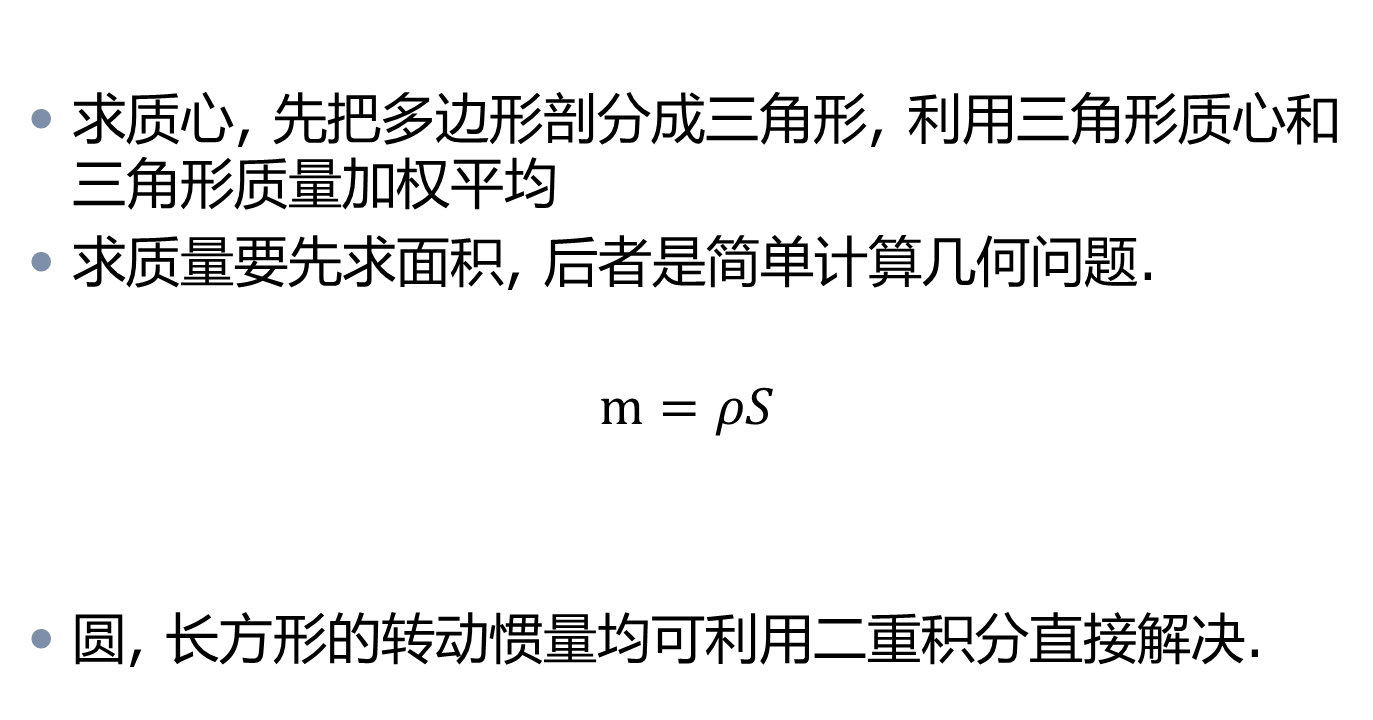 • 求质心, 先把多边形剖分成三角形, 利用三角形质心和
三角形质量加权平均
• 求质量要先求面积, 后者是简单计算几何问题.
m = ρS
• 圆, 长方形的转动惯量均可利用二重积分直接解决.